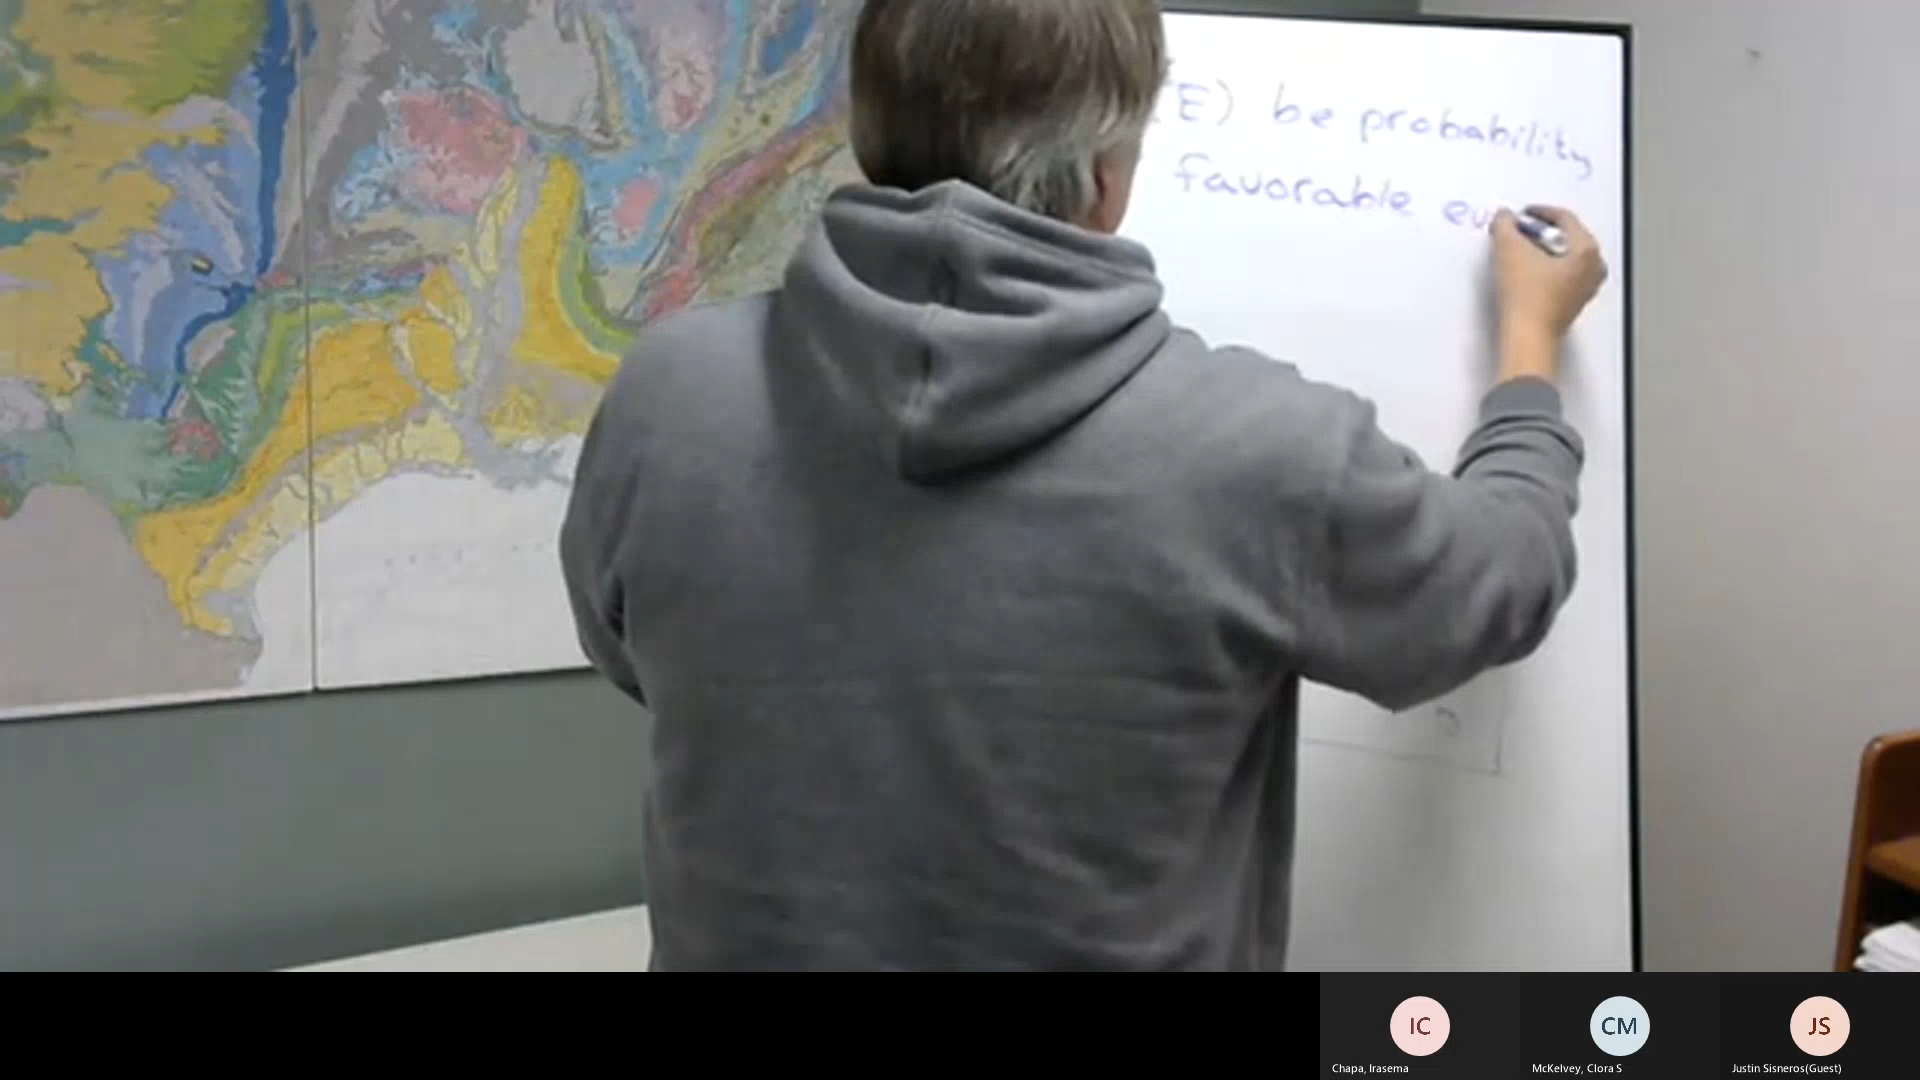 (E) be probability
favorable
IC
CM
JS
Chapa, Irasema
McKelvey, Clora S
Justin Sisneros(Guest)